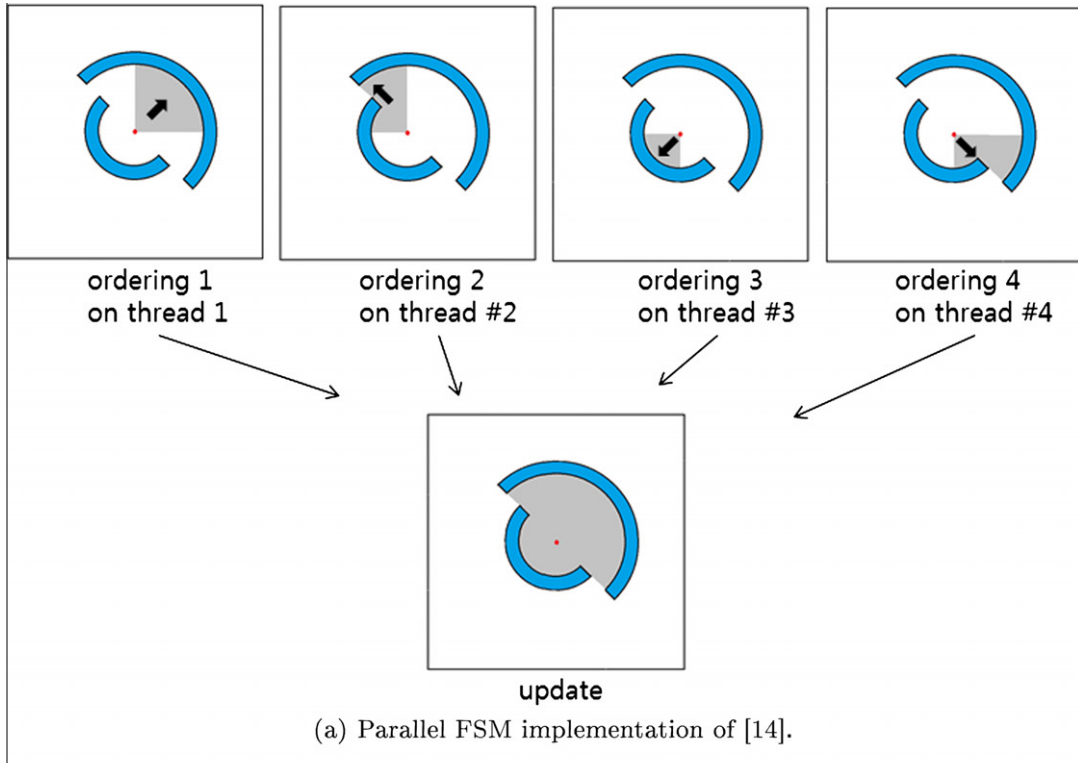 ordering 1
on thread 1
ordering 2
on thread #2
ordering 3
on thread #3
ordering 4
on thread #4
update
(a) Parallel FSM implementation of [14].